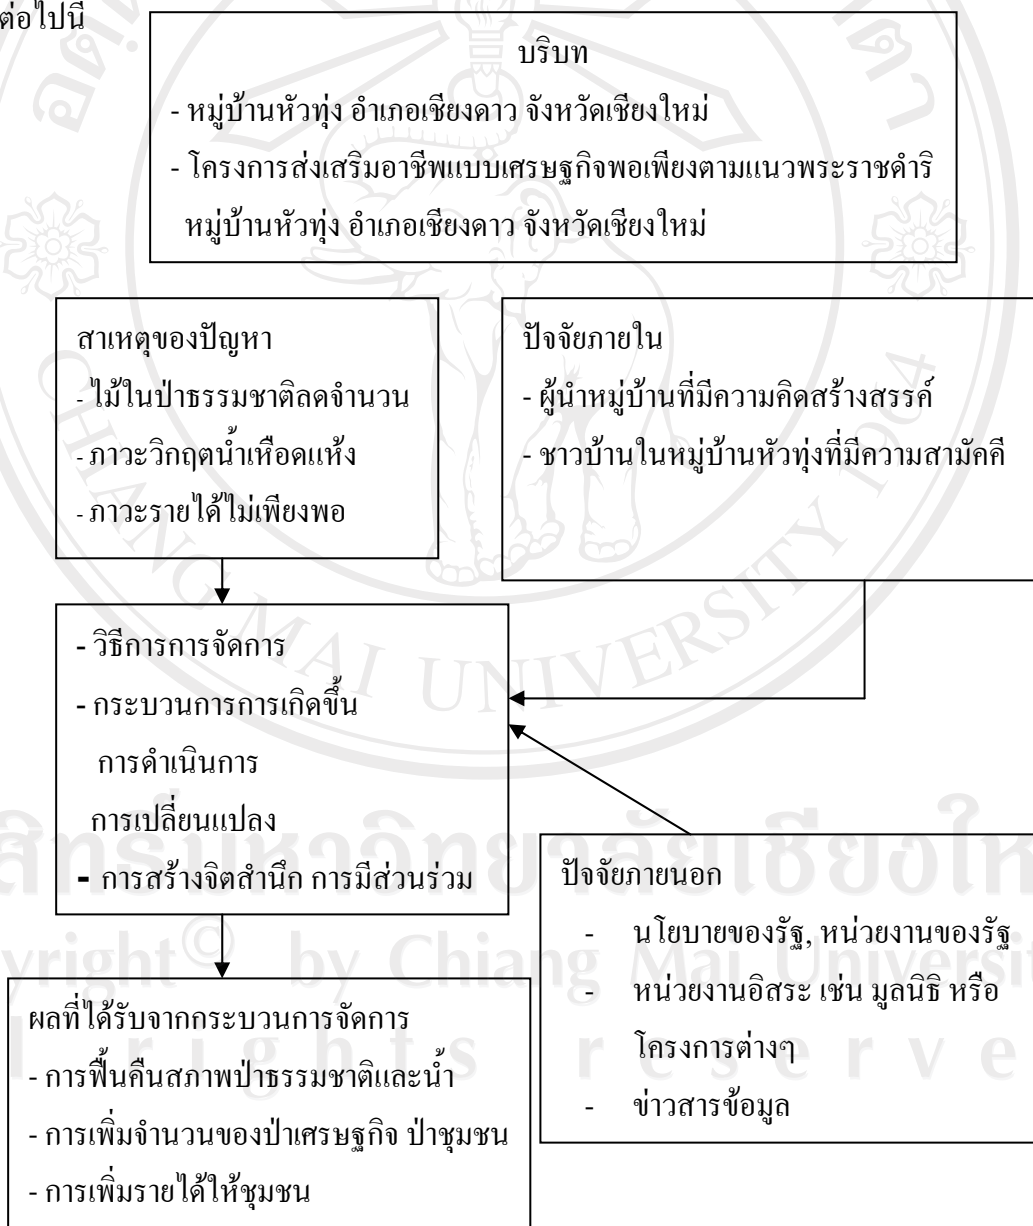 ต่อไปนี้
บริบท
- หมู่บ้านหัวทุ่ง อำเภอเชียงดาว จังหวัดเชียงใหม่
- โครงการส่งเสริมอาชีพแบบเศรษฐกิจพอเพียงตามแนวพระราชดำริ
หมู่บ้านหัวทุ่ง อำเภอเชียงดาว จังหวัดเชียงใหม่
สาเหตุของปัญหา
- ไม้ในป่าธรรมชาติลดจำนวน
- ภาวะวิกฤตน้ำเหือดแห้ง
- ภาวะรายได้ไม่เพียงพอ
ปัจจัยภายใน
- ผู้นำหมู่บ้านที่มีความคิดสร้างสรรค์
- ชาวบ้านในหมู่บ้านหัวทุ่งที่มีความสามัคคี
- วิธีการการจัดการ
- กระบวนการการเกิดขึ้น
การดำเนินการ
การเปลี่ยนแปลง
- การสร้างจิตสำนึก การมีส่วนร่วม
ปัจจัยภายนอก
- นโยบายของรัฐ, หน่วยงานของรัฐ
- หน่วยงานอิสระ เช่น มูลนิธิ หรือ
โครงการต่างๆ
- ข่าวสารข้อมูล
ผลที่ได้รับจากกระบวนการจัดการ
- การฟื้นคืนสภาพป่าธรรมชาติและน้ำ
- การเพิ่มจำนวนของป่าเศรษฐกิจ ป่าชุมชน
- การเพิ่มรายได้ให้ชุมชน
CHIANG MAI UNIVERSITY 1964
by Chiang Mai
rights